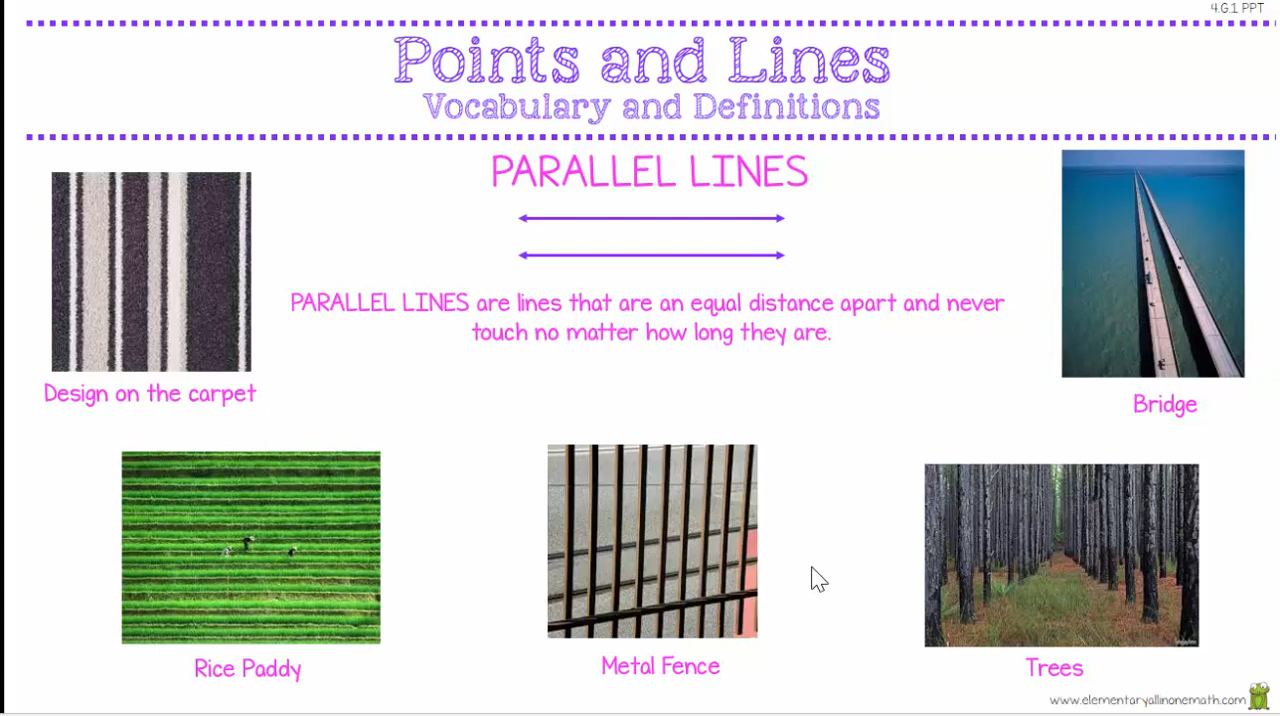 4.G.1 PPT
Points and Lines
Vocabulary and Definitions
PARALLEL LINES
PARALLEL LINES are lines that are an equal distance apart and never
touch no matter how long they are.
Design on the carpet
Bridge
Rice Paddy
Metal Fence
Trees
www.elementaryallinonemath.com